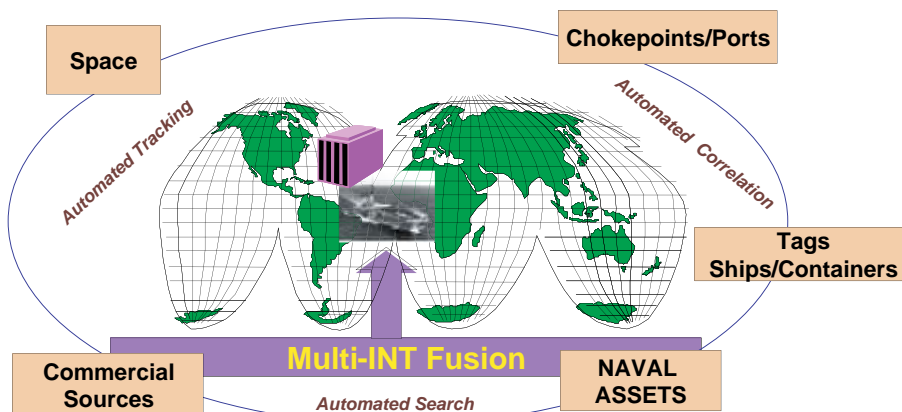 Chokepoints/Ports
Space
Automated Tracking
Automated Correlation
Tags
Ships/Containers
Multi-INT Fusion
Commercial
Sources
NAVAL
ASSETS
Automated Search